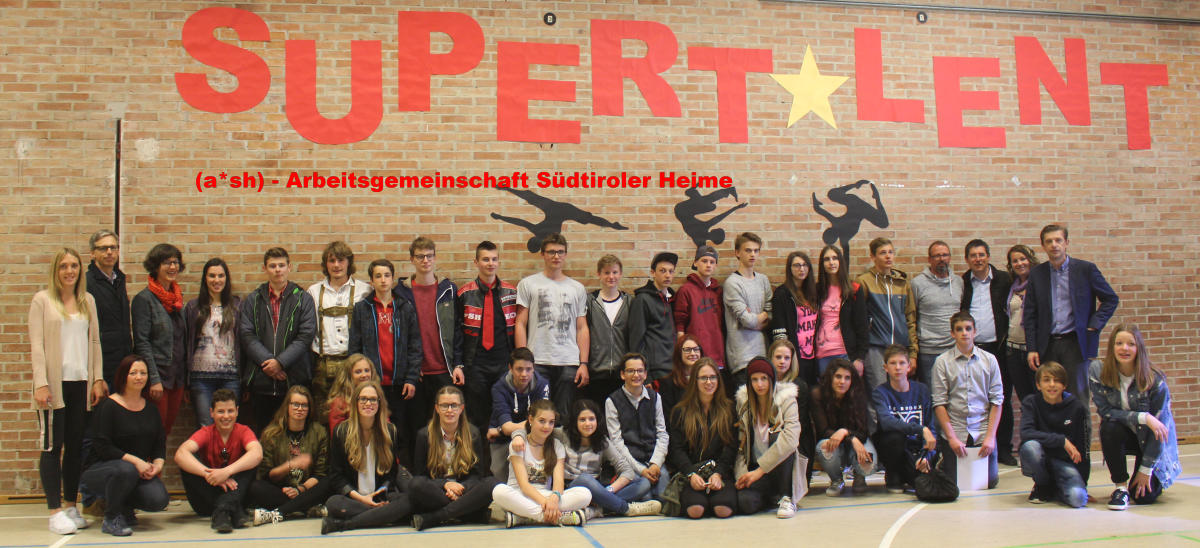 SUPERT★LENT
(a*sh) - Arbeitsgemeinschaft Südtiroler Heime